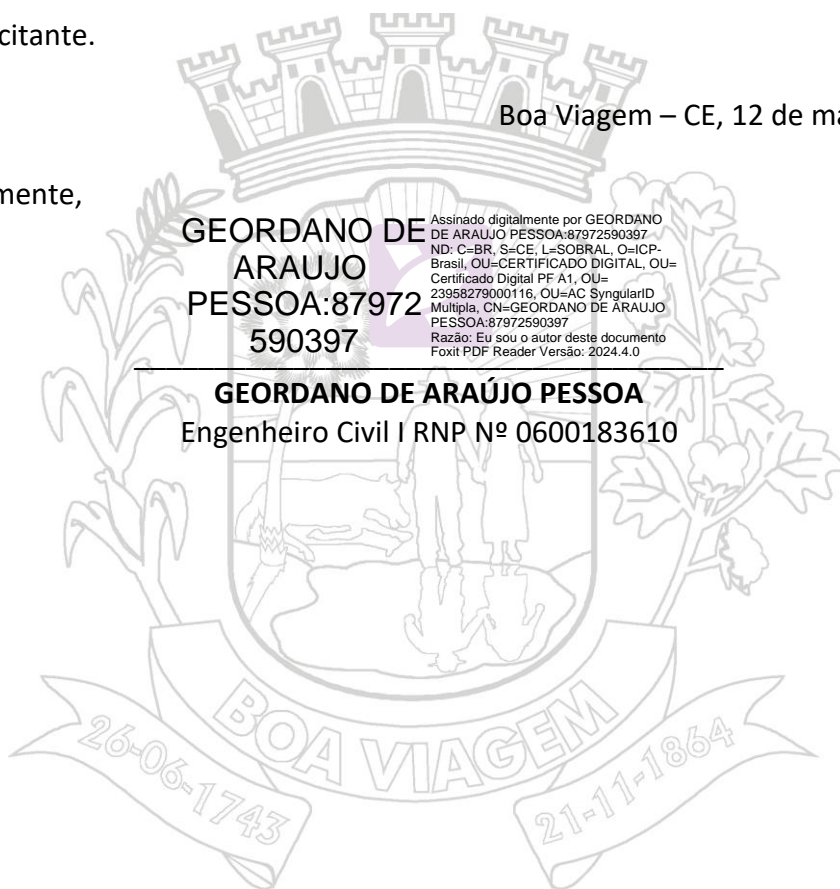 citante.
Boa Viagem – CE, 12 de ma
mente,
GEORDANO DE
ARAUJO
PESSOA:87972
590397
Assinado digitalmente por GEORDANO
DE ARAUJO PESSOA:87972590397
ND: C=BR, S=CE, L=SOBRAL, O=ICP-
Brasil, OU=CERTIFICADO DIGITAL, OU=
Certificado Digital PF A1, OU=
23958279000116, OU=AC SyngularID
Multipla, CN=GEORDANO DE ARAUJO
PESSOA:87972590397
Razão: Eu sou o autor deste documento
Foxit PDF Reader Versão: 2024.4.0
GEORDANO DE ARAÚJO PESSOA
Engenheiro Civil I RNP Nº 0600183610
BOA VIAGEM
26-06-1743
21-11-1864